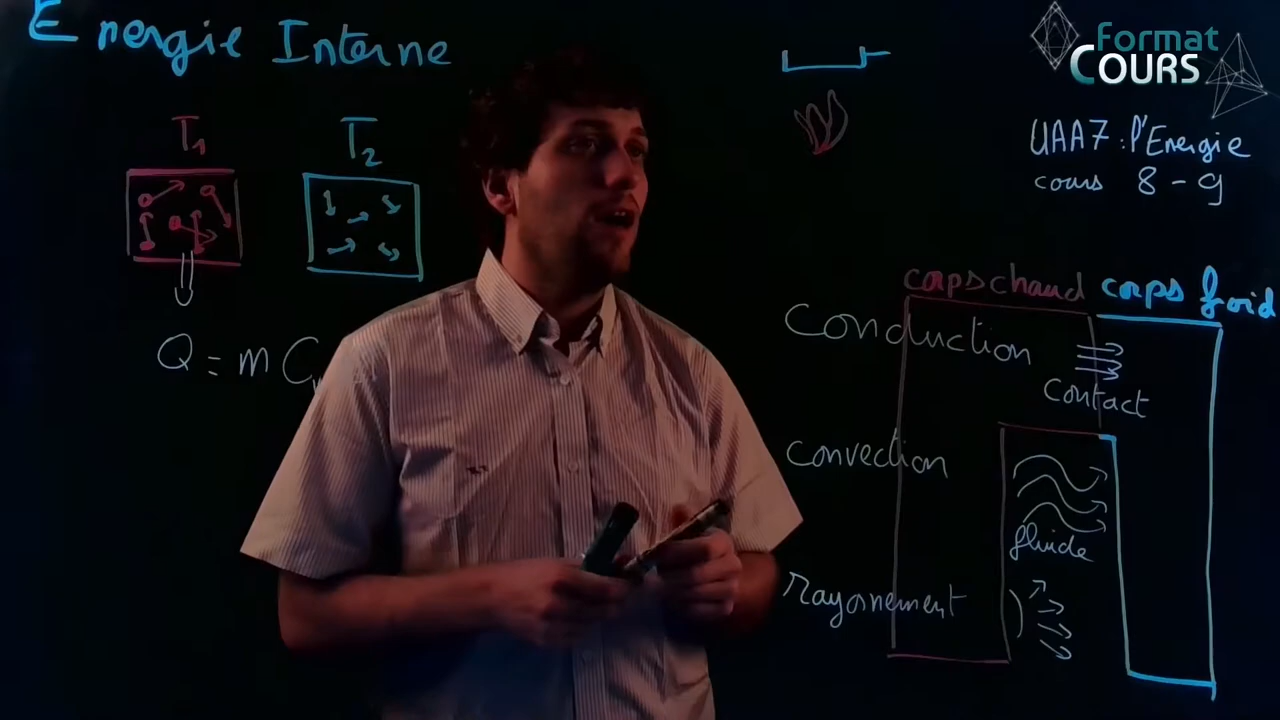 Energie Interne
Format
COURS
UAA7 : l'Energie
cours 8 - 9
T1
T2
Q = m C
corps chaud
corps froid
Conduction
contact
convection
fluide
rayonnement